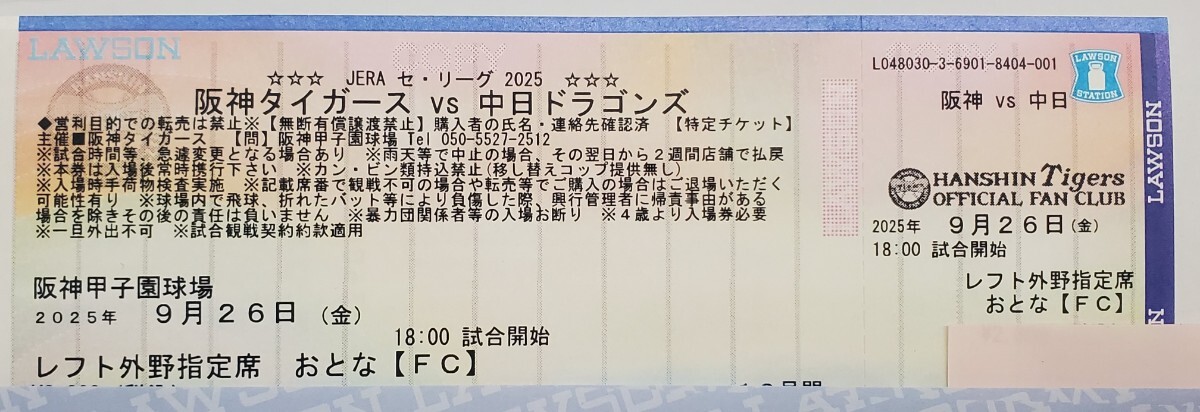 LAWSON
☆☆☆ JERA セ・リーグ 2025 ☆☆☆
阪神タイガース vs 中日ドラゴンズ
◆営利目的での転売は禁止※【無断有償譲渡禁止】購入者の氏名・連絡先確認済 【特定チケット】
主催■阪神タイガース 【問】阪神甲子園球場 Tel 050-5527-2512
※試合時間等、急遽変更となる場合あり ※雨天等で中止の場合、その翌日から2週間店舗で払戻
※本券は入場後常時携行下さい ※カン・ビン類持込禁止(移し替えコップ提供無し)
※入場時手荷物検査実施 ※記載席番で観戦不可の場合や転売等でご購入の場合はご退場いただく
可能性有り ※球場内で飛球、折れたバット等により負傷した際、興行管理者に帰責事由がある
場合を除きその後の責任は負いません ※暴力団関係者等の入場お断り ※4歳より入場券必要
※一旦外出不可 ※試合観戦契約約款適用
阪神甲子園球場
2025年 9月26日 (金)
18:00 試合開始
レフト外野指定席 おとな【FC】
L048030-3-6901-8404-001
LAWSON
STATION
阪神 vs 中日
HANSHIN Tigers
OFFICIAL FAN CLUB
2025年 9月26日(金)
18:00 試合開始
レフト外野指定席
おとな【FC】
LAWSON